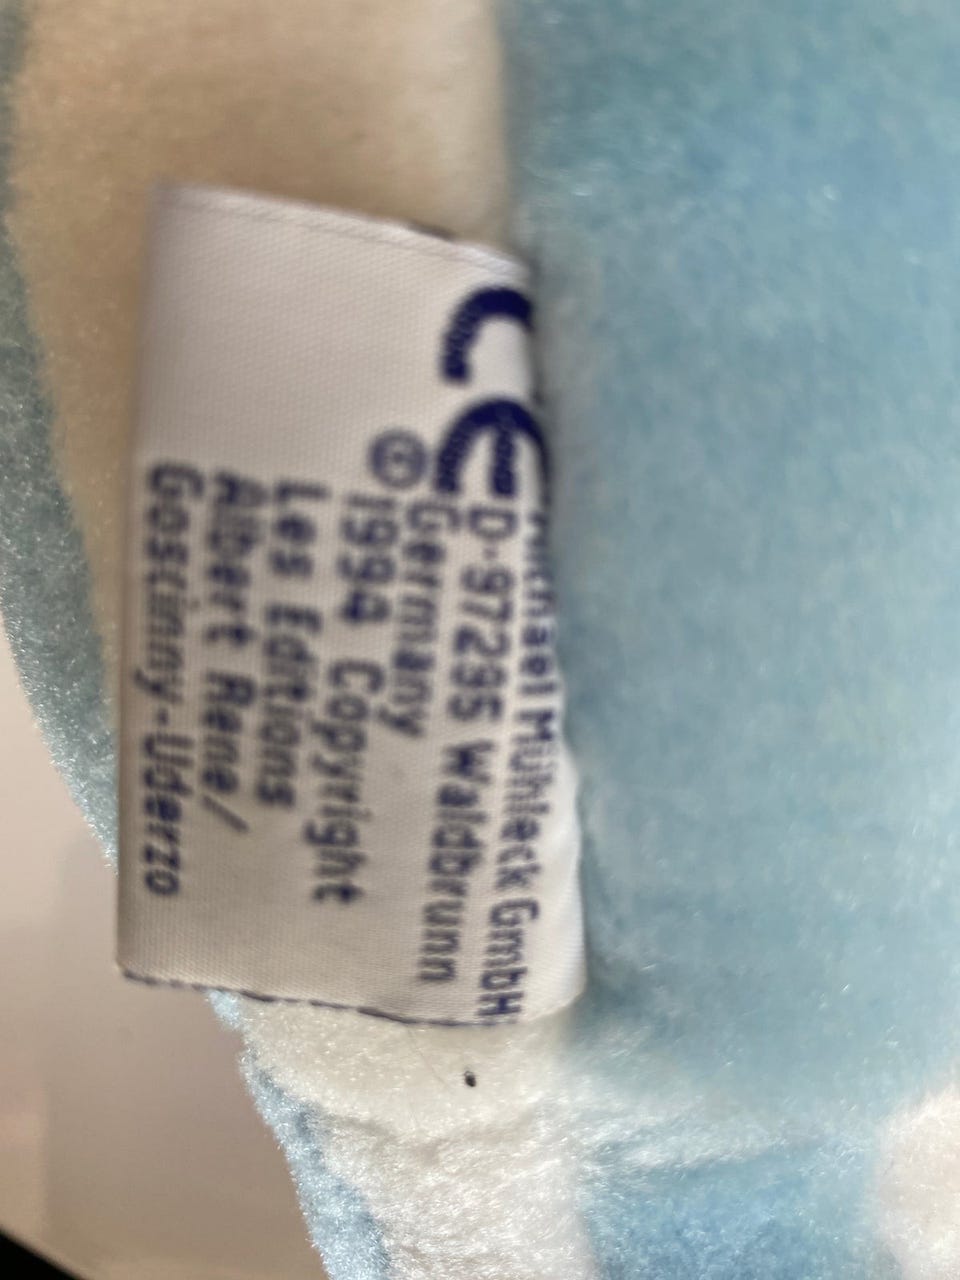 CE
Michael Mühleck GmbH
D-97295 Waldbrunn
Germany
©1994 Copyright
Les Editions
Albert Rene/
Goscinny-Uderzo